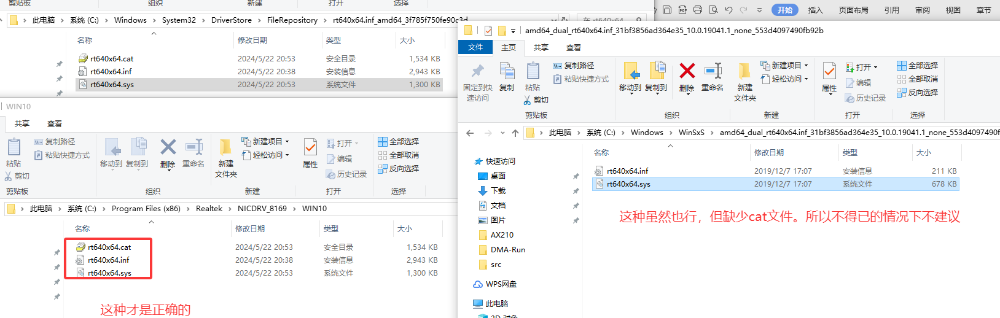 剪贴板 组织 新建 打开 选择
此电脑 系统 (C:) Windows System32 DriverStore FileRepository rt640x64.inf_amd64_3f785f750fe90c3d
名称 修改日期 类型 大小
rt640x64.cat 2024/5/22 20:53 安全目录 1,534 KB
rt640x64.inf 2024/5/22 20:38 安装信息 2,943 KB
rt640x64.sys 2024/5/22 20:53 系统文件 1,300 KB
WIN10
共享 查看
粘贴 剪切 复制路径 粘贴快捷方式
移动到 复制到 删除 重命名
新建文件夹 新建项目 轻松访问
属性 打开 编辑 历史记录
全部选择 全部取消 反向选择
剪贴板 组织 新建 打开 选择
此电脑 系统 (C:) Program Files (x86) Realtek NICDRV_8169 WIN10
名称 修改日期 类型 大小
rt640x64.cat 2024/5/22 20:53 安全目录 1,534 KB
rt640x64.inf 2024/5/22 20:38 安装信息 2,943 KB
rt640x64.sys 2024/5/22 20:53 系统文件 1,300 KB
这种才是正确的
开始 插入 页面布局 引用 审阅 视图 章节
amd64_dual_rt640x64.inf_31bf3856ad364e35_10.0.19041.1_none_553d4097490fb92b
文件 主页 共享 查看
固定到快速访问 复制 粘贴 复制路径 粘贴快捷方式 剪切
移动到 复制到 删除 重命名
新建文件夹 新建项目 轻松访问
属性 打开 编辑 历史记录
全部选择 全部取消 反向选择
剪贴板 组织 新建 打开 选择
此电脑 系统 (C:) Windows WinSxS amd64_dual_rt640x64.inf_31bf3856ad364e35_10.0.19041.1_none_553d4097490f
名称 修改日期 类型 大小
rt640x64.inf 2019/12/7 17:07 安装信息 211 KB
rt640x64.sys 2019/12/7 17:07 系统文件 678 KB
快速访问
桌面
下载
文档
图片
AX210
DMA-Run
src
WPS网盘
此电脑
这种虽然也行，但缺少cat文件。所以不得已的情况下不建议